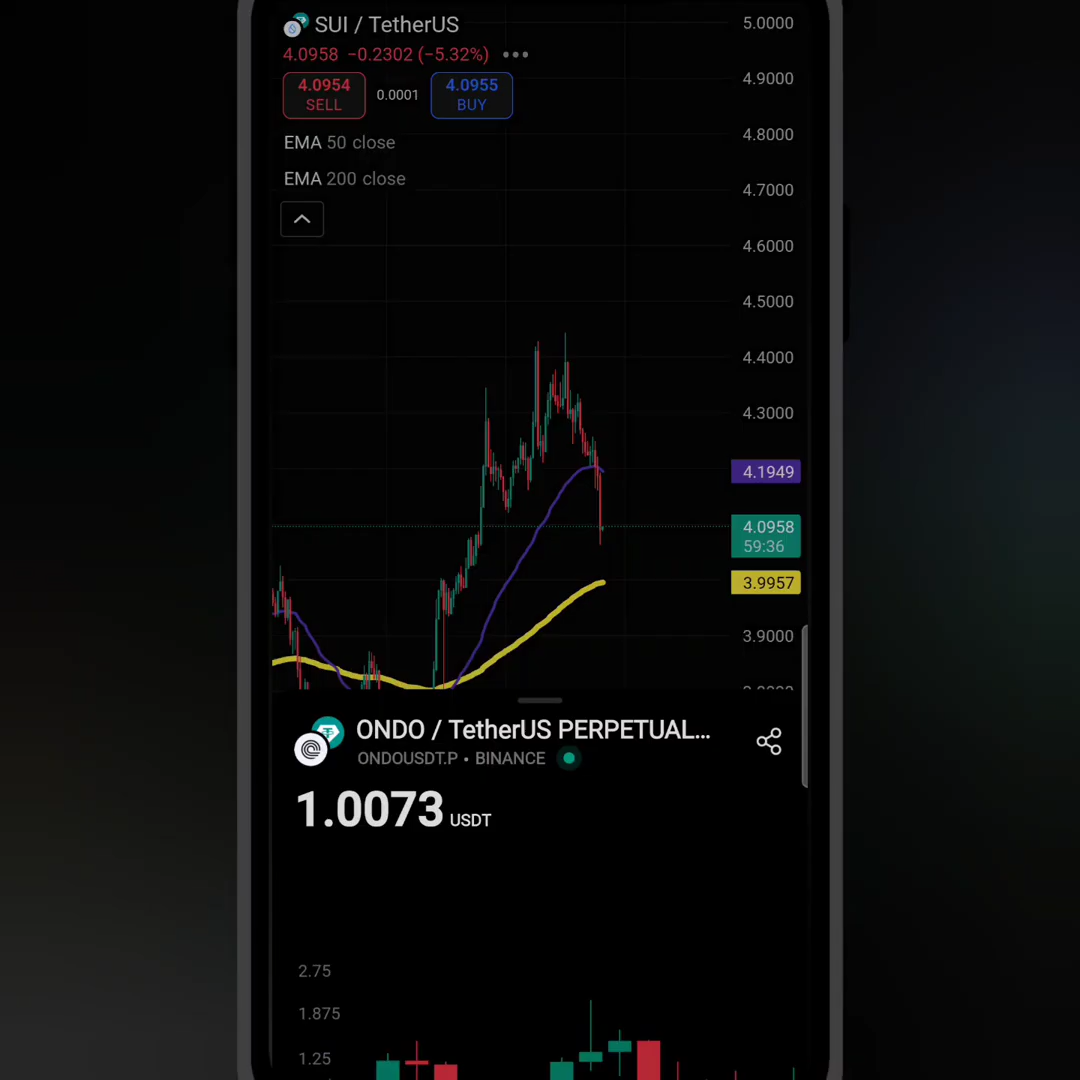 SUI / TetherUS
4.0958 −0.2302 (−5.32%)
4.0954
SELL
0.0001
4.0955
BUY
EMA 50 close
EMA 200 close
5.0000
4.9000
4.8000
4.7000
4.6000
4.5000
4.4000
4.3000
4.1949
4.0958
59:36
3.9957
3.9000
ONDO / TetherUS PERPETUAL...
ONDOUSDT.P • BINANCE
1.0073 USDT
2.75
1.875
1.25